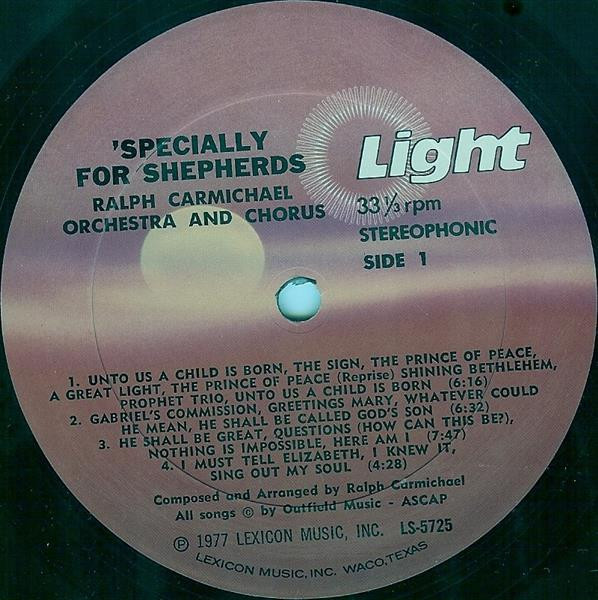 'SPECIALLY
FOR SHEPHERDS
RALPH CARMICHAEL
ORCHESTRA AND CHORUS
Light
33 1/3 rpm
STEREOPHONIC
SIDE 1
1. UNTO US A CHILD IS BORN, THE SIGN, THE PRINCE OF PEACE,
A GREAT LIGHT, THE PRINCE OF PEACE (Reprise) SHINING BETHLEHEM,
PROPHET TRIO, UNTO US A CHILD IS BORN (6:16)
2. GABRIEL'S COMMISSION, GREETINGS MARY, WHATEVER COULD
HE MEAN, HE SHALL BE CALLED GOD'S SON (6:32)
3. HE SHALL BE GREAT, QUESTIONS (HOW CAN THIS BE?),
NOTHING IS IMPOSSIBLE, HERE AM I (7:47)
4. I MUST TELL ELIZABETH, I KNEW IT,
SING OUT MY SOUL (4:28)
Composed and Arranged by Ralph Carmichael
All songs © by Outfield Music - ASCAP
℗ 1977 LEXICON MUSIC, INC. LS-5725
LEXICON MUSIC, INC. WACO, TEXAS